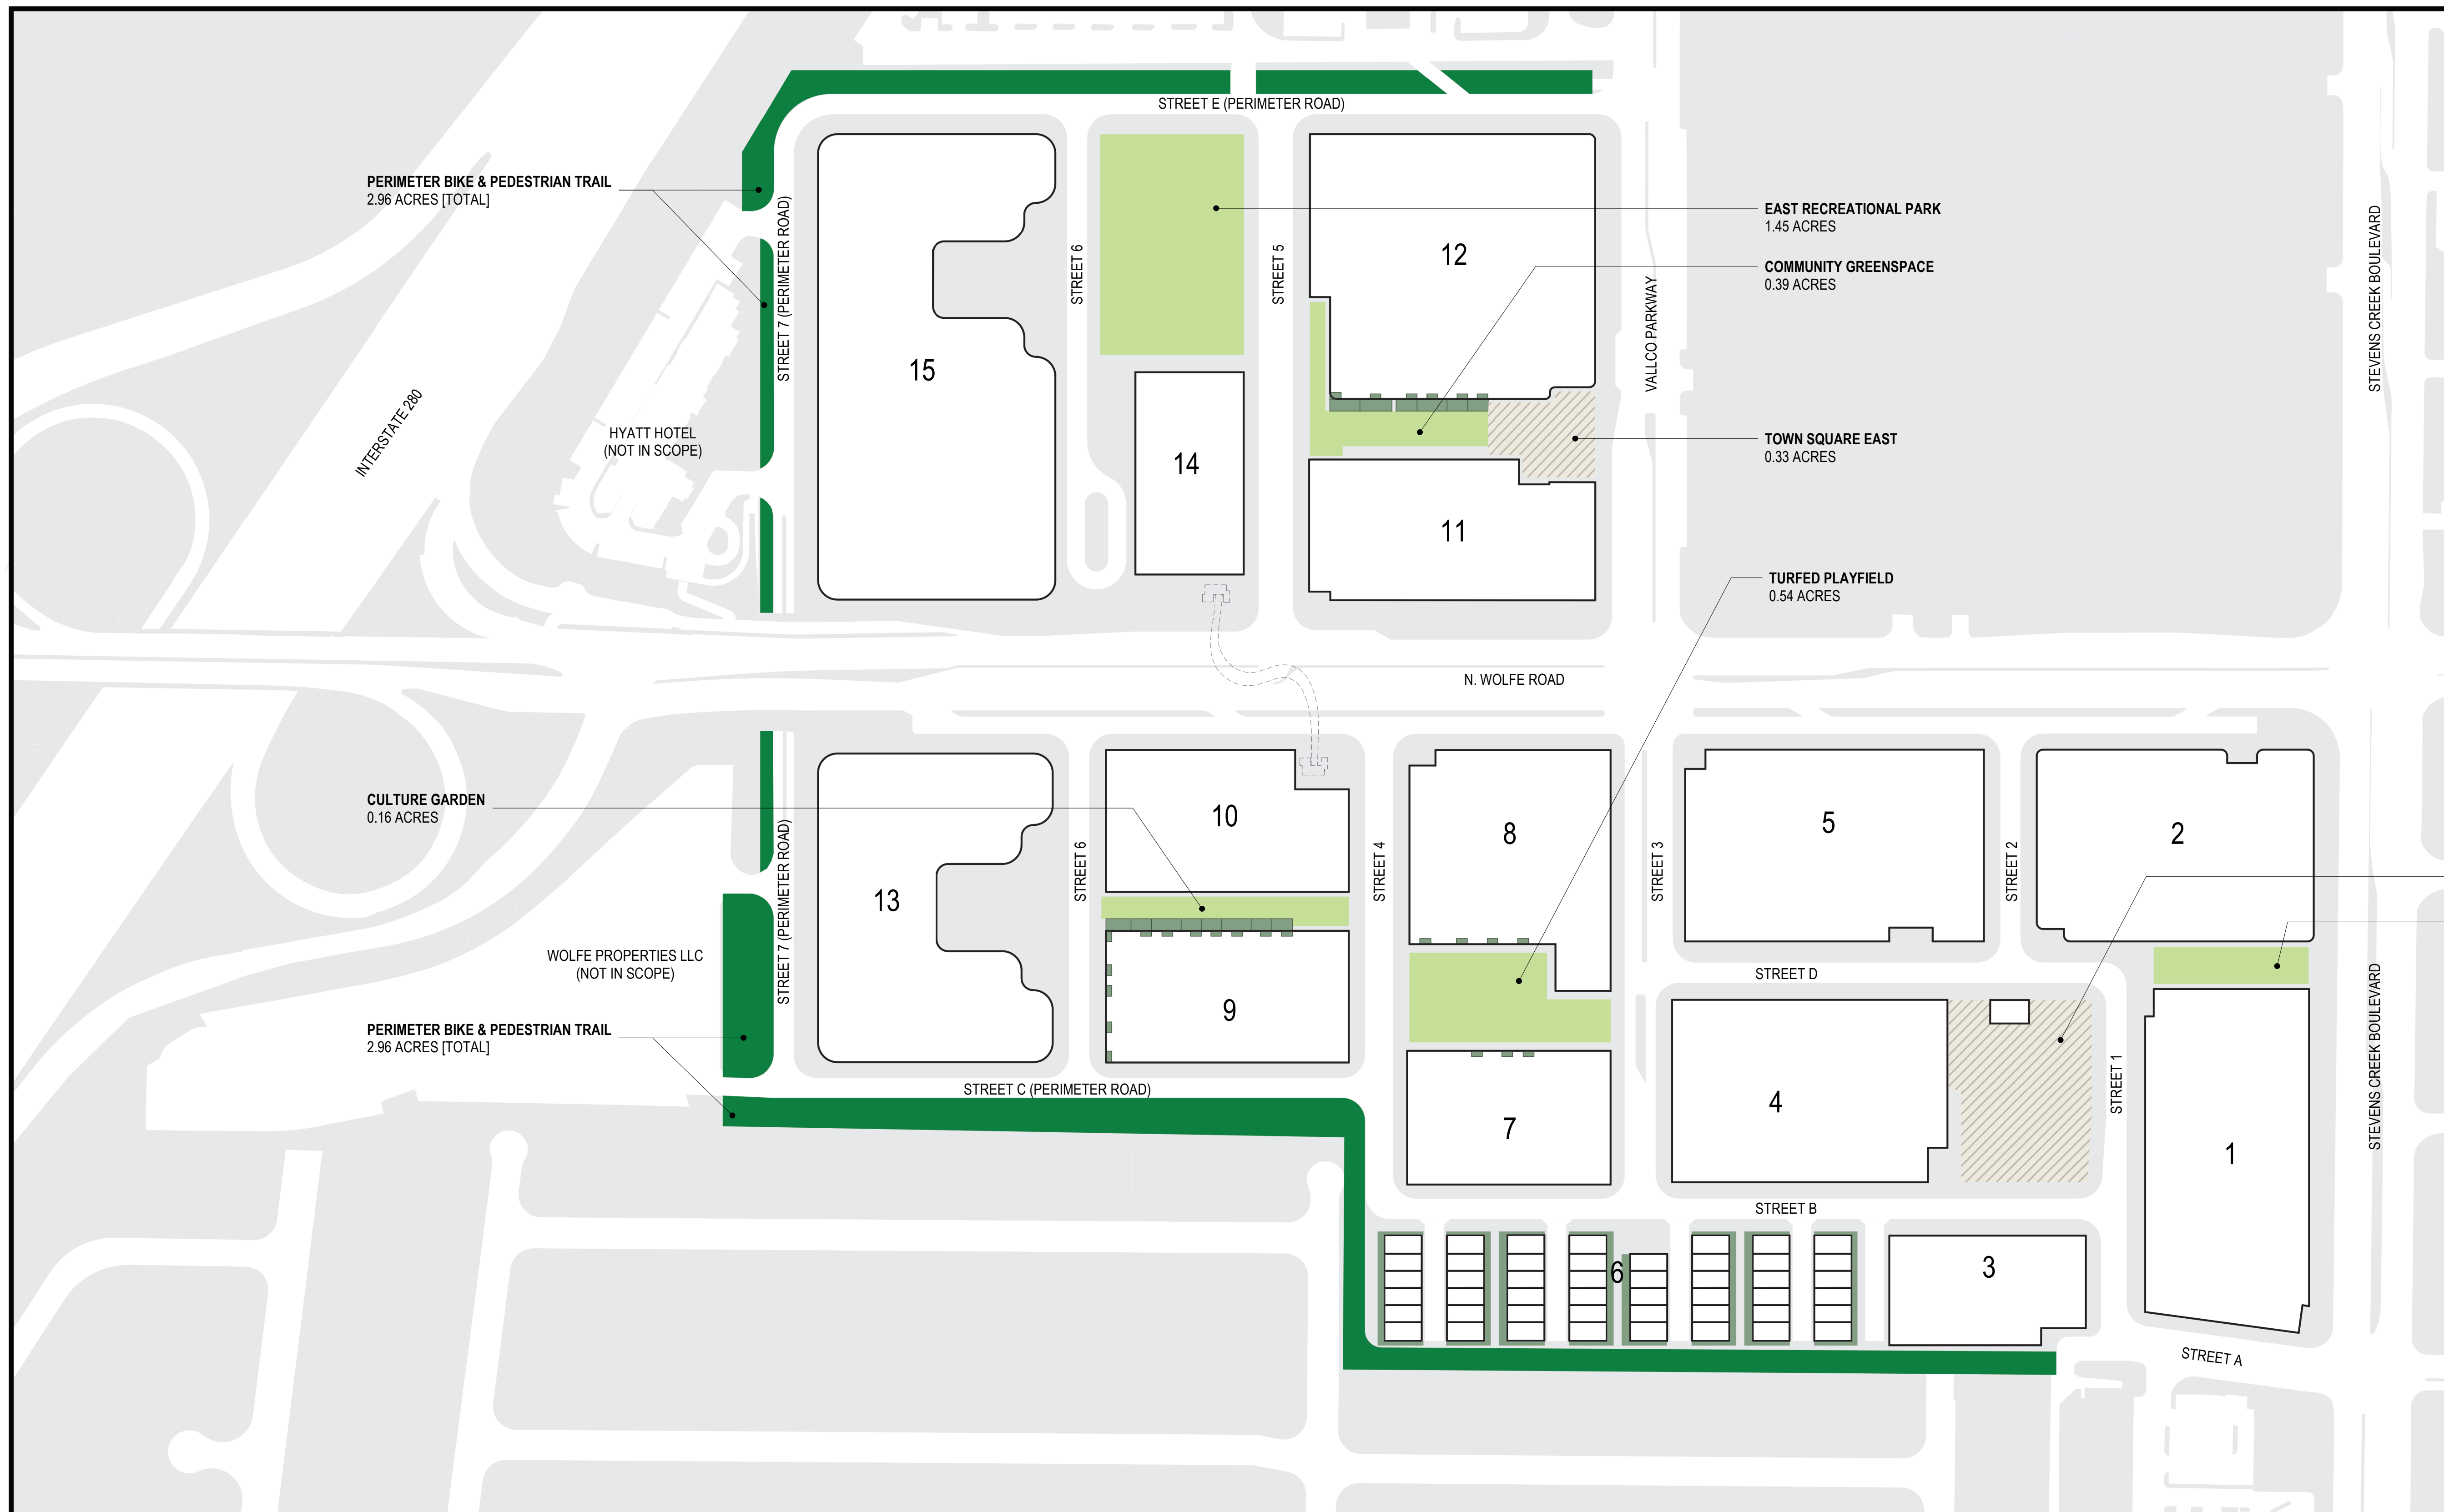 STREET E (PERIMETER ROAD)
PERIMETER BIKE & PEDESTRIAN TRAIL
2.96 ACRES [TOTAL]
STREET 7 (PERIMETER ROAD)
STREET 6
STREET 5
12
EAST RECREATIONAL PARK
1.45 ACRES
COMMUNITY GREENSPACE
0.39 ACRES
VALLCO PARKWAY
STEVENS CREEK BOULEVARD
15
INTERSTATE 280
HYATT HOTEL
(NOT IN SCOPE)
14
TOWN SQUARE EAST
0.33 ACRES
11
TURFED PLAYFIELD
0.54 ACRES
N. WOLFE ROAD
CULTURE GARDEN
0.16 ACRES
10
8
5
2
STREET 7 (PERIMETER ROAD)
13
STREET 6
STREET 4
STREET 3
STREET 2
WOLFE PROPERTIES LLC
(NOT IN SCOPE)
STREET D
9
PERIMETER BIKE & PEDESTRIAN TRAIL
2.96 ACRES [TOTAL]
STREET C (PERIMETER ROAD)
7
4
STREET 1
STEVENS CREEK BOULEVARD
1
STREET B
6
3
STREET A